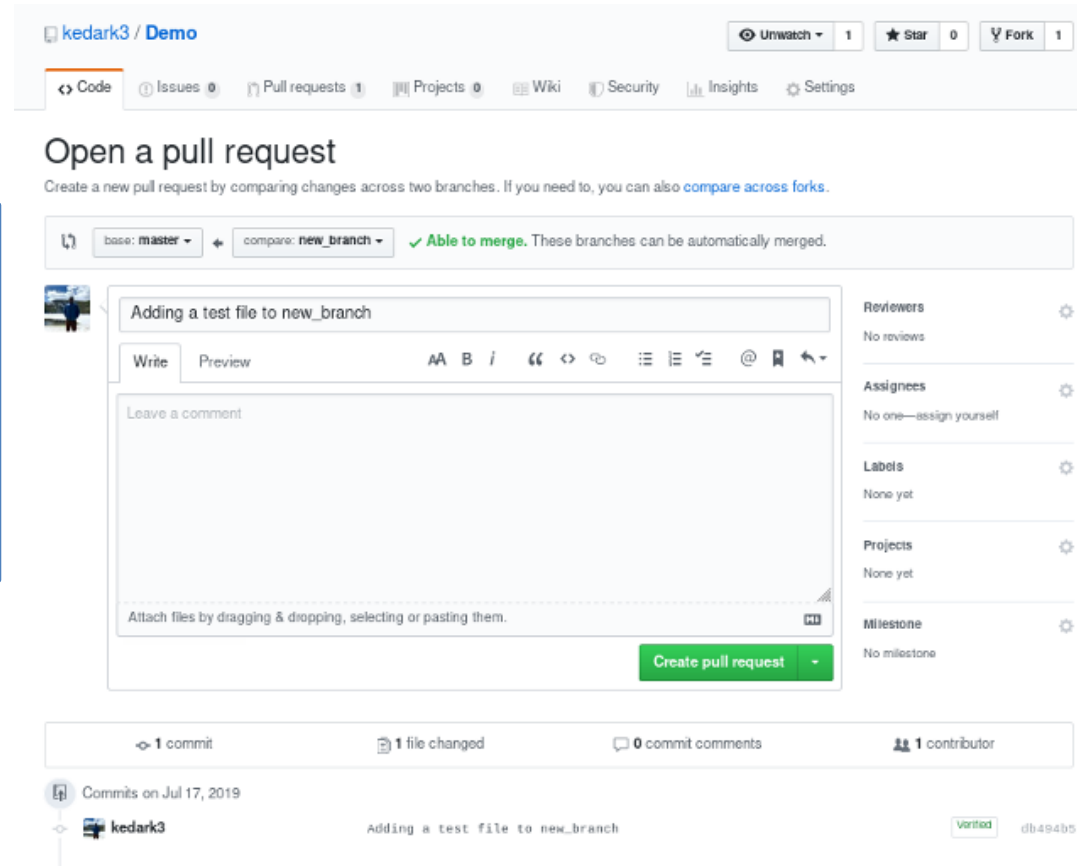 kedark3 / Demo
Unwatch 1 Star 0 Fork 1
Code Issues 0 Pull requests 1 Projects 0 Wiki Security Insights Settings
Open a pull request
Create a new pull request by comparing changes across two branches. If you need to, you can also compare across forks.
base: master compare: new_branch ✓ Able to merge. These branches can be automatically merged.
Adding a test file to new_branch
Write Preview AA B i “ <> @
Leave a comment
Attach files by dragging & dropping, selecting or pasting them.
Create pull request
Reviewers
No reviews
Assignees
No one—assign yourself
Labels
None yet
Projects
None yet
Milestone
No milestone
1 commit 1 file changed 0 commit comments 1 contributor
Commits on Jul 17, 2019
kedark3 Adding a test file to new_branch Verified db494b5